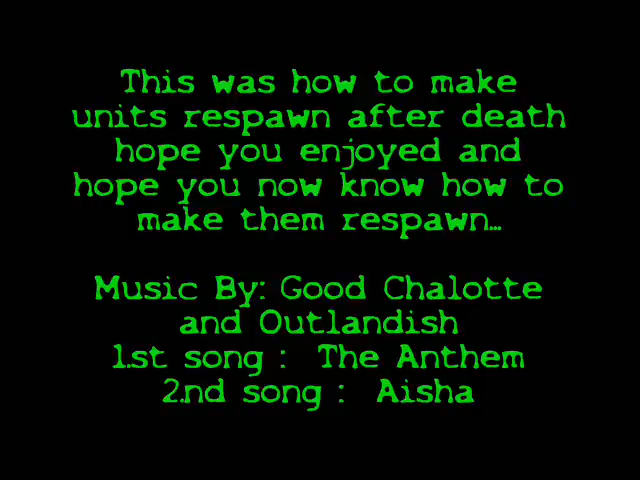 This was how to make
units respawn after death
hope you enjoyed and
hope you now know how to
make them respawn...
Music By: Good Chalotte
and Outlandish
1.st song : The Anthem
2.nd song : Aisha